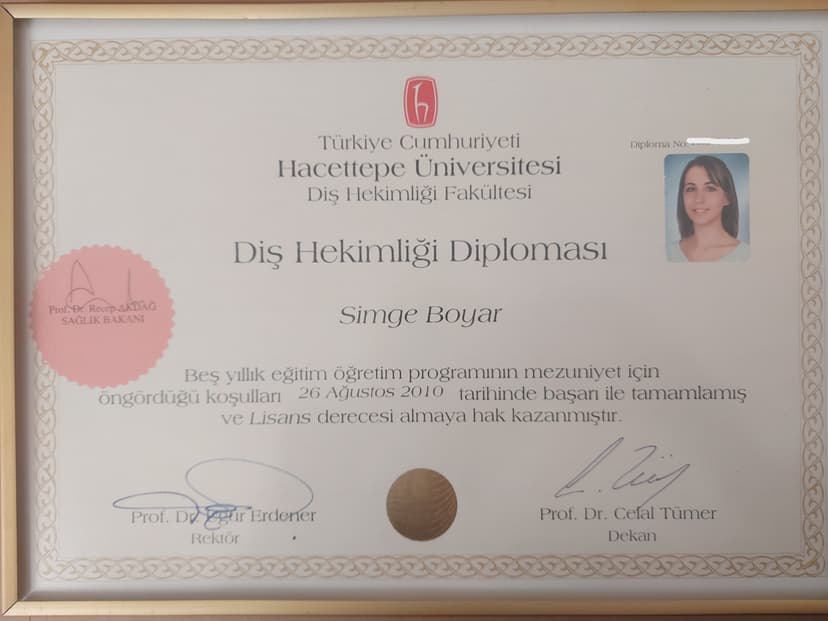 Türkiye Cumhuriyeti
Hacettepe Üniversitesi
Diş Hekimliği Fakültesi
Diploma No:
Diş Hekimliği Diploması
Simge Boyar
Prof. Dr. Recep AKDAĞ
SAĞLIK BAKANI
Beş yıllık eğitim öğretim programının mezuniyet için
öngördüğü koşulları 26 Ağustos 2010 tarihinde başarı ile tamamlamış
ve Lisans derecesi almaya hak kazanmıştır.
Prof. Dr. Uğur Erdener
Rektör
Prof. Dr. Celal Tümer
Dekan